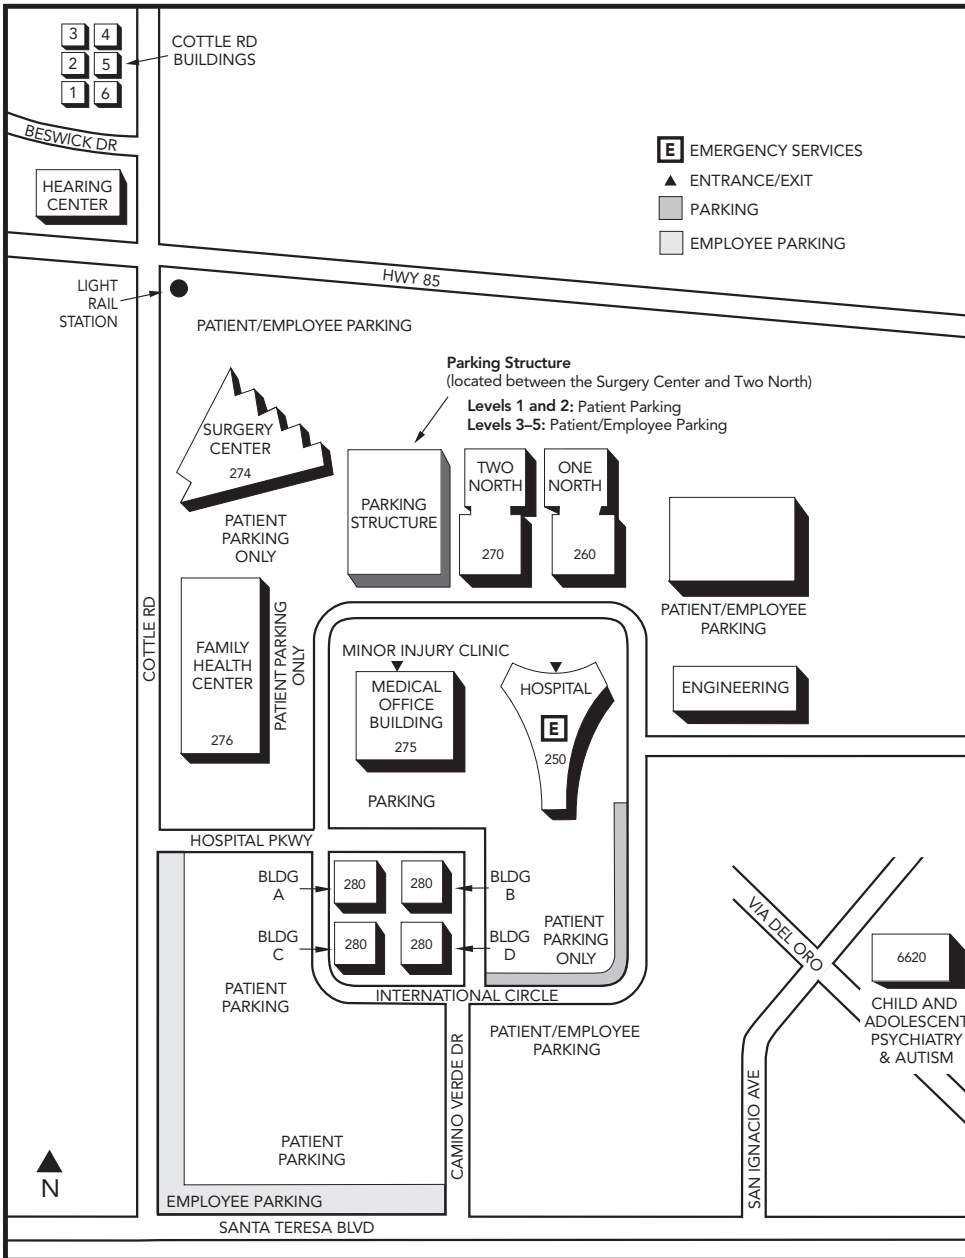 3 4
2 5
1 6
COTTLE RD
BUILDINGS
BESWICK DR
HEARING
CENTER
E EMERGENCY SERVICES
ENTRANCE/EXIT
PARKING
EMPLOYEE PARKING
HWY 85
LIGHT
RAIL
STATION
PATIENT/EMPLOYEE PARKING
Parking Structure
(located between the Surgery Center and Two North)
Levels 1 and 2: Patient Parking
Levels 3–5: Patient/Employee Parking
SURGERY
CENTER
274
PATIENT
PARKING
ONLY
PARKING
STRUCTURE
TWO
NORTH
270
ONE
NORTH
260
PATIENT/EMPLOYEE
PARKING
COTTLE RD
FAMILY
HEALTH
CENTER
276
PATIENT PARKING
ONLY
MINOR INJURY CLINIC
MEDICAL
OFFICE
BUILDING
275
PARKING
HOSPITAL
E
250
ENGINEERING
HOSPITAL PKWY
BLDG
A
280
280
BLDG
B
BLDG
C
280
280
BLDG
D
PATIENT
PARKING
ONLY
PATIENT
PARKING
INTERNATIONAL CIRCLE
PATIENT/EMPLOYEE
PARKING
VIA DEL ORO
6620
CHILD AND
ADOLESCENT
PSYCHIATRY
& AUTISM
CAMINO VERDE DR
SAN IGNACIO AVE
PATIENT
PARKING
N
EMPLOYEE PARKING
SANTA TERESA BLVD